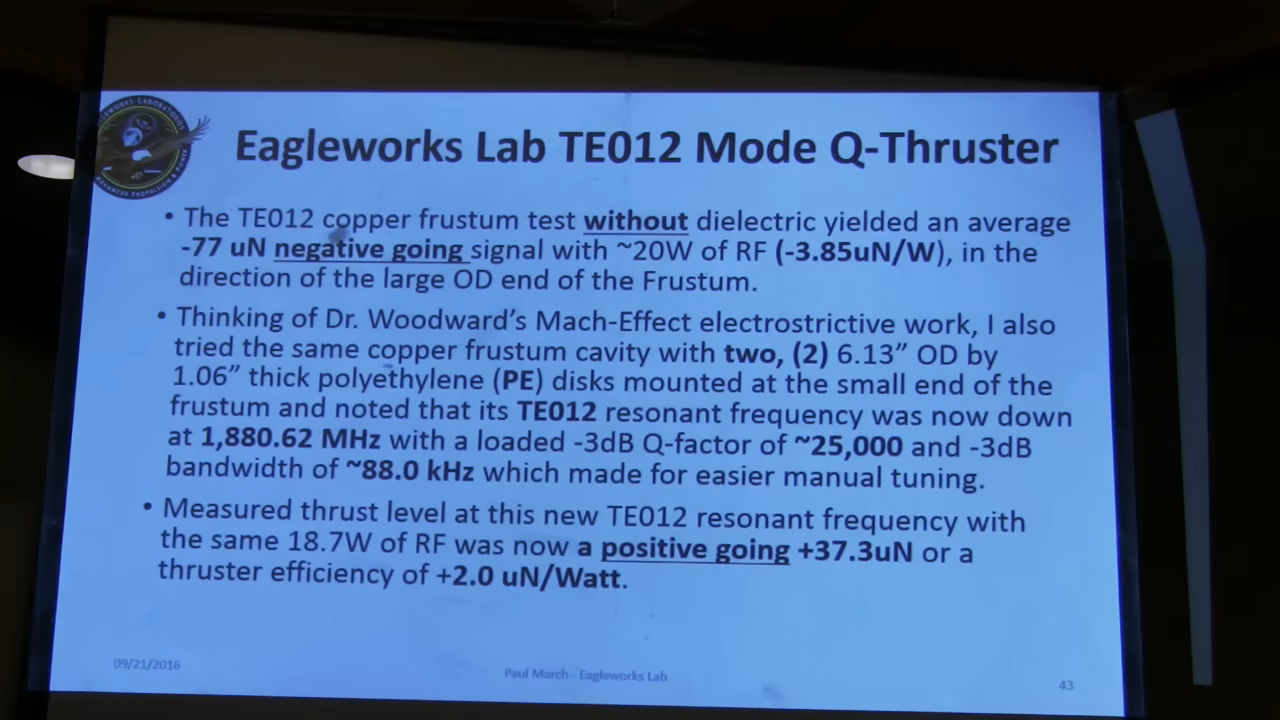 Eagleworks Lab TE012 Mode Q-Thruster
• The TE012 copper frustum test without dielectric yielded an average
-77 uN negative going signal with ~20W of RF (-3.85uN/W), in the
direction of the large OD end of the Frustum.
• Thinking of Dr. Woodward's Mach-Effect electrostrictive work, I also
tried the same copper frustum cavity with two, (2) 6.13” OD by
1.06” thick polyethylene (PE) disks mounted at the small end of the
frustum and noted that its TE012 resonant frequency was now down
at 1,880.62 MHz with a loaded -3dB Q-factor of ~25,000 and -3dB
bandwidth of ~88.0 kHz which made for easier manual tuning.
• Measured thrust level at this new TE012 resonant frequency with
the same 18.7W of RF was now a positive going +37.3uN or a
thruster efficiency of +2.0 uN/Watt.
09/21/2016
Paul March - Eagleworks Lab
43